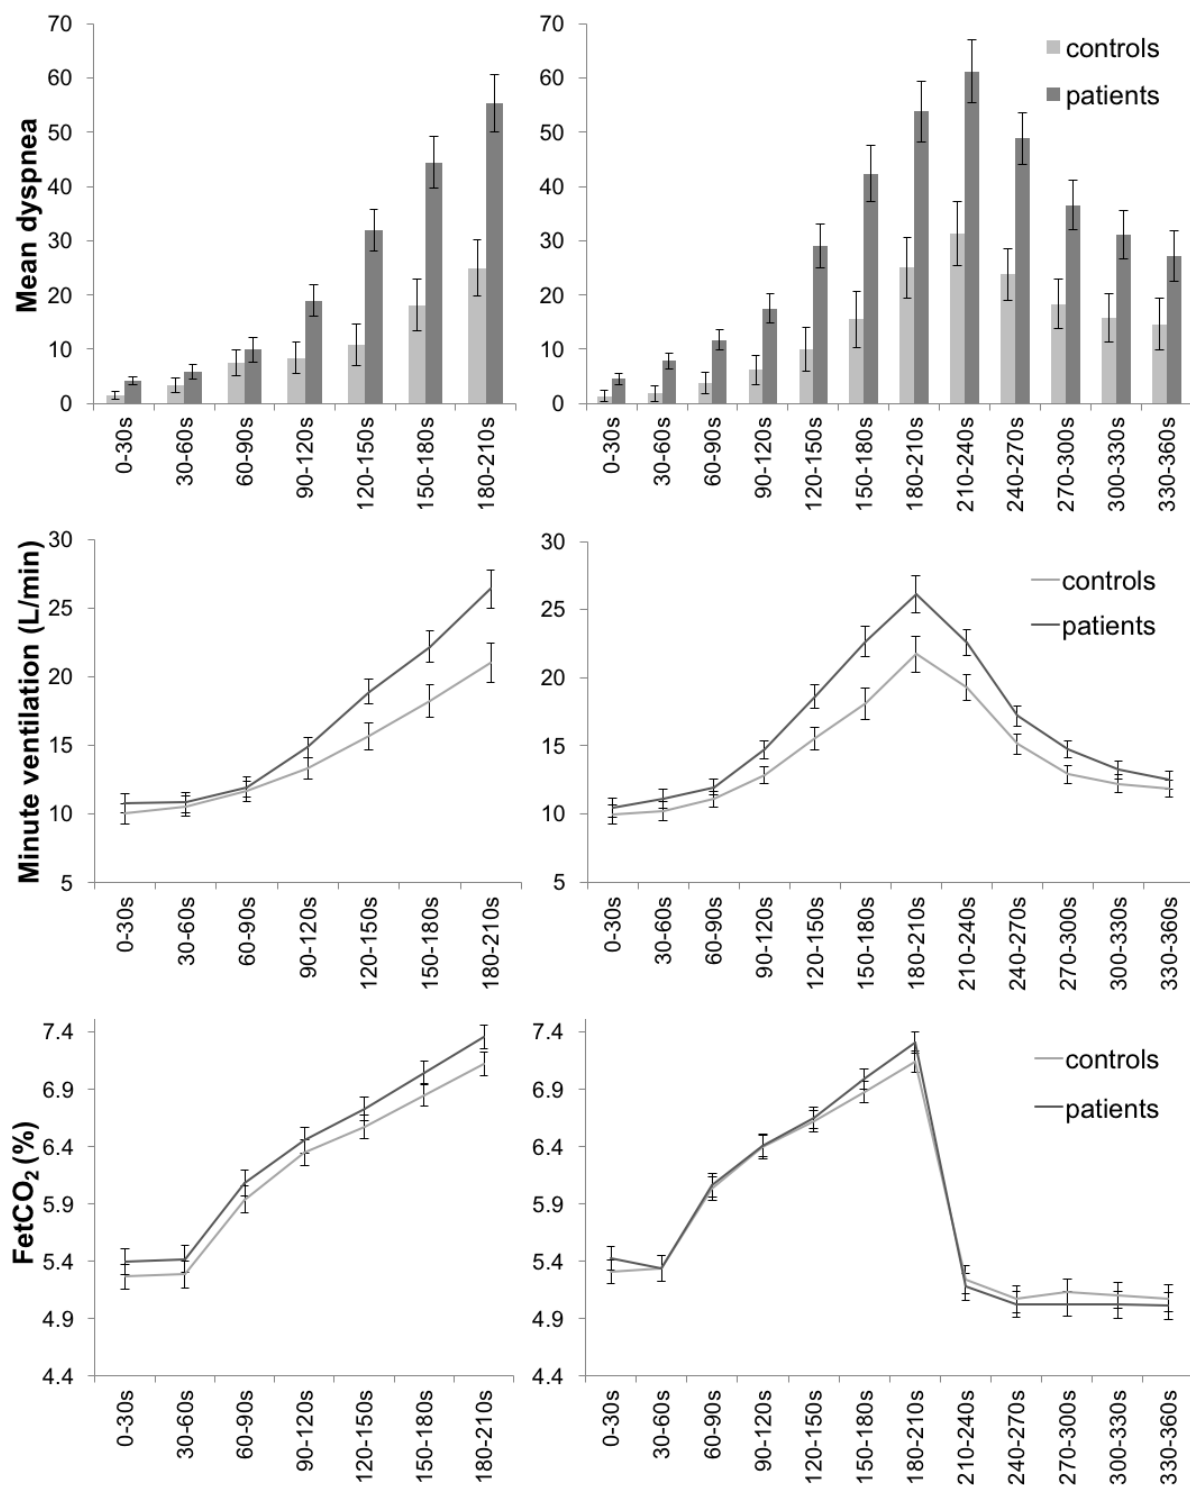 Mean dyspnea
70
60
50
40
30
20
10
0
0-30s
30-60s
60-90s
90-120s
120-150s
150-180s
180-210s
70
60
50
40
30
20
10
0
0-30s
30-60s
60-90s
90-120s
120-150s
150-180s
180-210s
210-240s
240-270s
270-300s
300-330s
330-360s
controls
patients
Minute ventilation (L/min)
30
25
20
15
10
5
0-30s
30-60s
60-90s
90-120s
120-150s
150-180s
180-210s
30
25
20
15
10
5
0-30s
30-60s
60-90s
90-120s
120-150s
150-180s
180-210s
210-240s
240-270s
270-300s
300-330s
330-360s
controls
patients
FetCO₂ (%)
7.4
6.9
6.4
5.9
5.4
4.9
4.4
0-30s
30-60s
60-90s
90-120s
120-150s
150-180s
180-210s
7.4
6.9
6.4
5.9
5.4
4.9
4.4
0-30s
30-60s
60-90s
90-120s
120-150s
150-180s
180-210s
210-240s
240-270s
270-300s
300-330s
330-360s
controls
patients